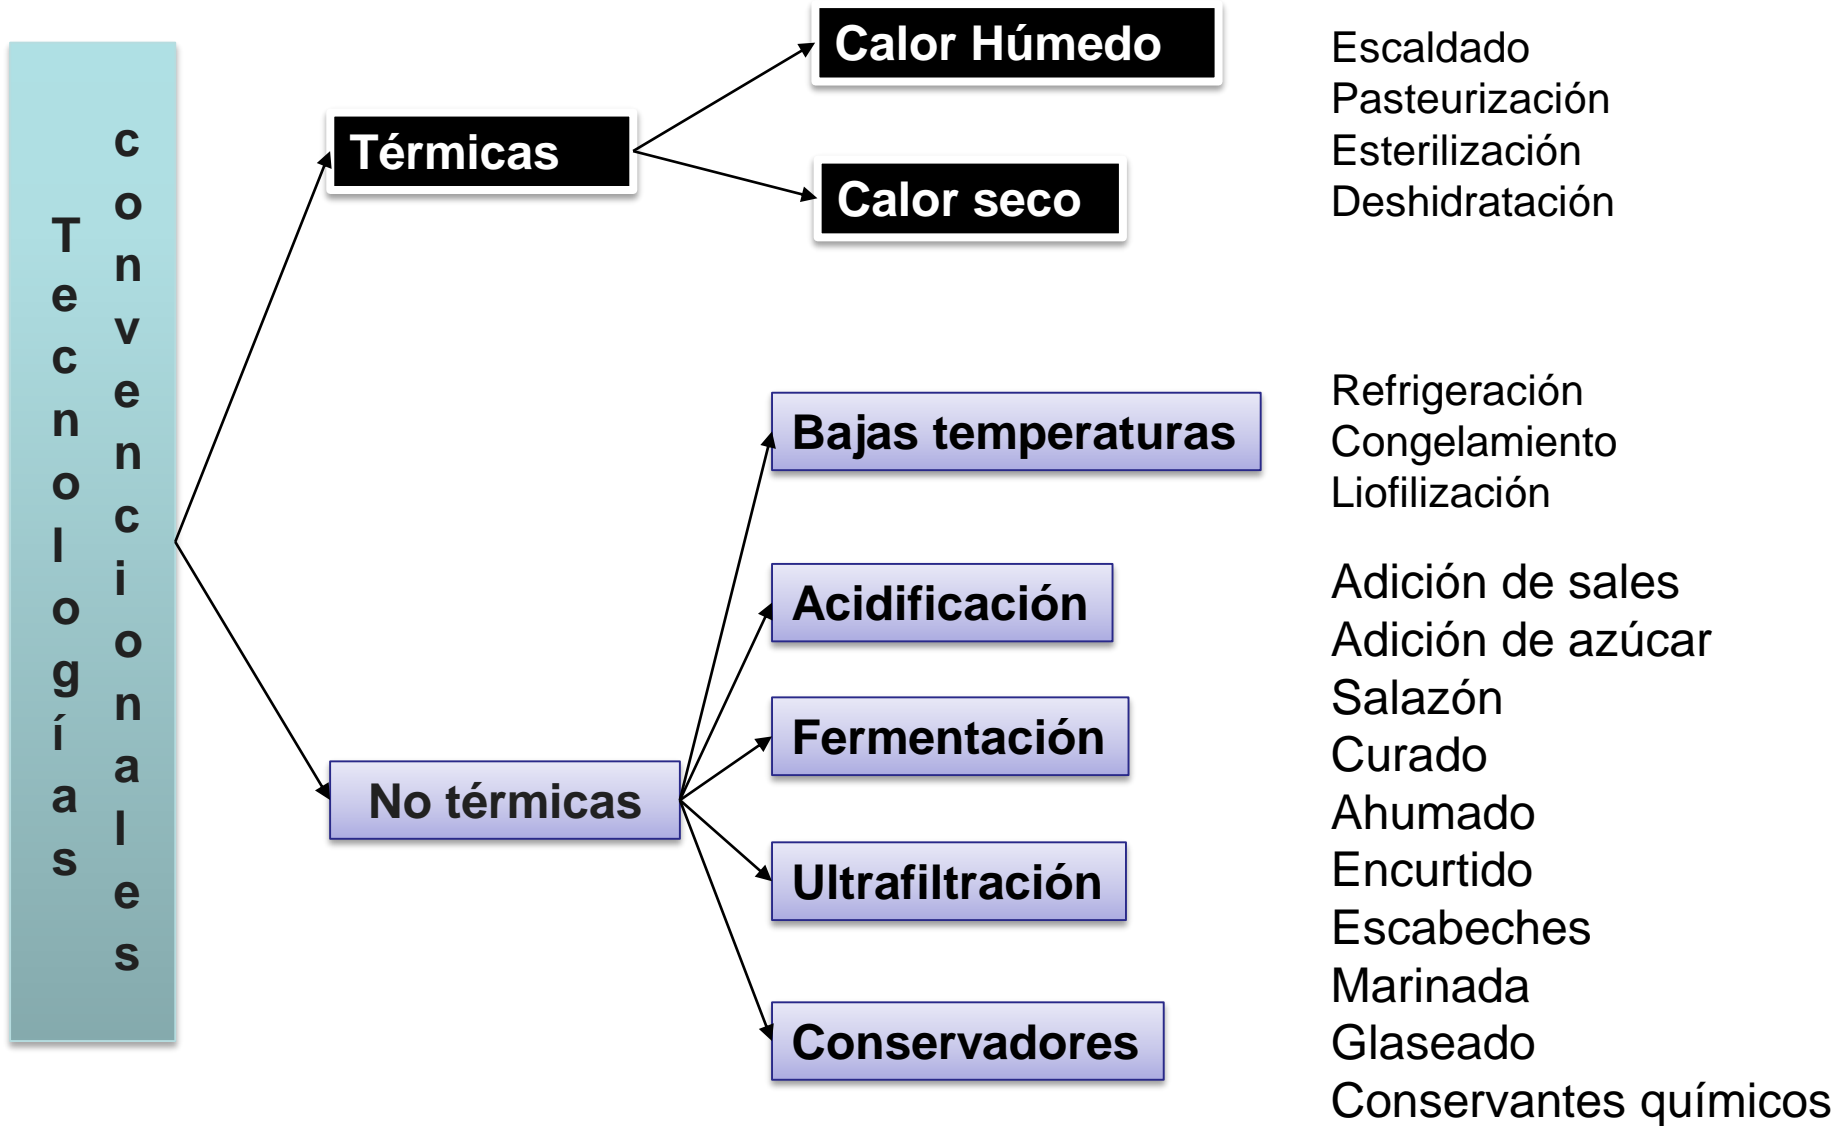 Tecnologías
convencionales
Térmicas
Calor Húmedo
Calor seco
Escaldado
Pasteurización
Esterilización
Deshidratación
No térmicas
Bajas temperaturas
Acidificación
Fermentación
Ultrafiltración
Conservadores
Refrigeración
Congelamiento
Liofilización
Adición de sales
Adición de azúcar
Salazón
Curado
Ahumado
Encurtido
Escabeches
Marinada
Glaseado
Conservantes químicos